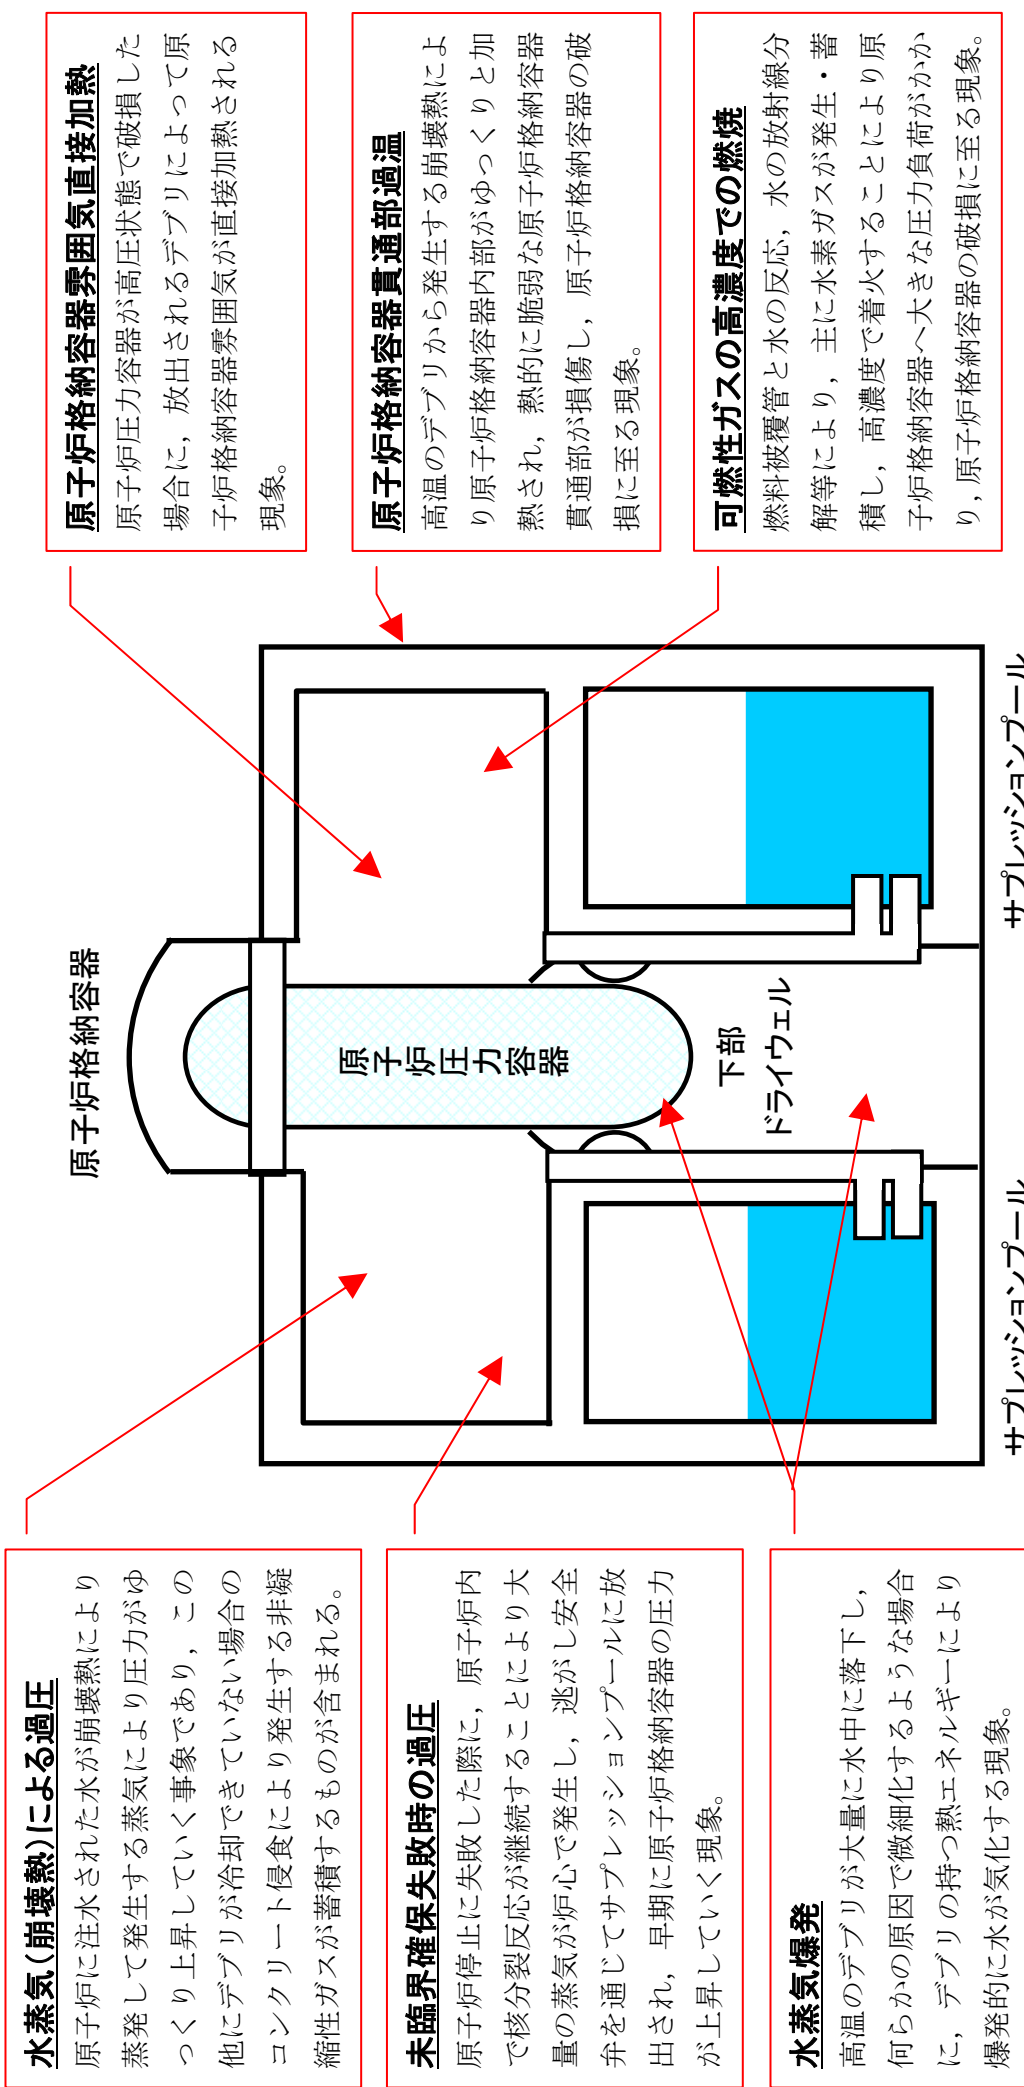 水蒸気(崩壊熱)による過圧
原子炉に注水された水が崩壊熱により
蒸発して発生する蒸気により圧力がゆ
っくり上昇していく事象であり，この
他にデブリが冷却できていない場合の
コンクリート侵食により発生する非凝
縮性ガスが蓄積するものが含まれる。
未臨界確保失敗時の過圧
原子炉停止に失敗した際に，原子炉内
で核分裂反応が継続することにより大
量の蒸気が炉心で発生し，逃がし安全
弁を通じてサプレッションプールに放
出され，早期に原子炉格納容器の圧力
が上昇していく現象。
水蒸気爆発
高温のデブリが大量に水中に落下し，
何らかの原因で微細化するような場合
に，デブリの持つ熱エネルギーにより
爆発的に水が気化する現象。
原子炉格納容器
原子炉圧力容器
下部
ドライウェル
サプレッションプール
サプレッションプール
原子炉格納容器雰囲気直接加熱
原子炉圧力容器が高圧状態で破損した
場合に，放出されるデブリによって原
子炉格納容器雰囲気が直接加熱される
現象。
原子炉格納容器貫通部過温
高温のデブリから発生する崩壊熱によ
り原子炉格納容器内部がゆっくりと加
熱され，熱的に脆弱な原子炉格納容器
貫通部が損傷し，原子炉格納容器の破
損に至る現象。
可燃性ガスの高濃度での燃焼
燃料被覆管と水の反応，水の放射線分
解等により，主に水素ガスが発生・蓄
積し，高濃度で着火することにより原
子炉格納容器へ大きな圧力負荷がかか
り，原子炉格納容器の破損に至る現象。